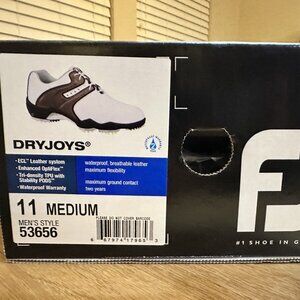 DRYJOYS®
• ECL™ Leather system waterproof, breathable leather
• Enhanced OptiFlex™ maximum flexibility
• Tri-density TPU with
Stability PODS™ maximum ground contact
• Waterproof Warranty two years
11 MEDIUM
MEN'S STYLE
53656
PLEASE DO NOT COVER BARCODE
FJ
#1 SHOE IN G